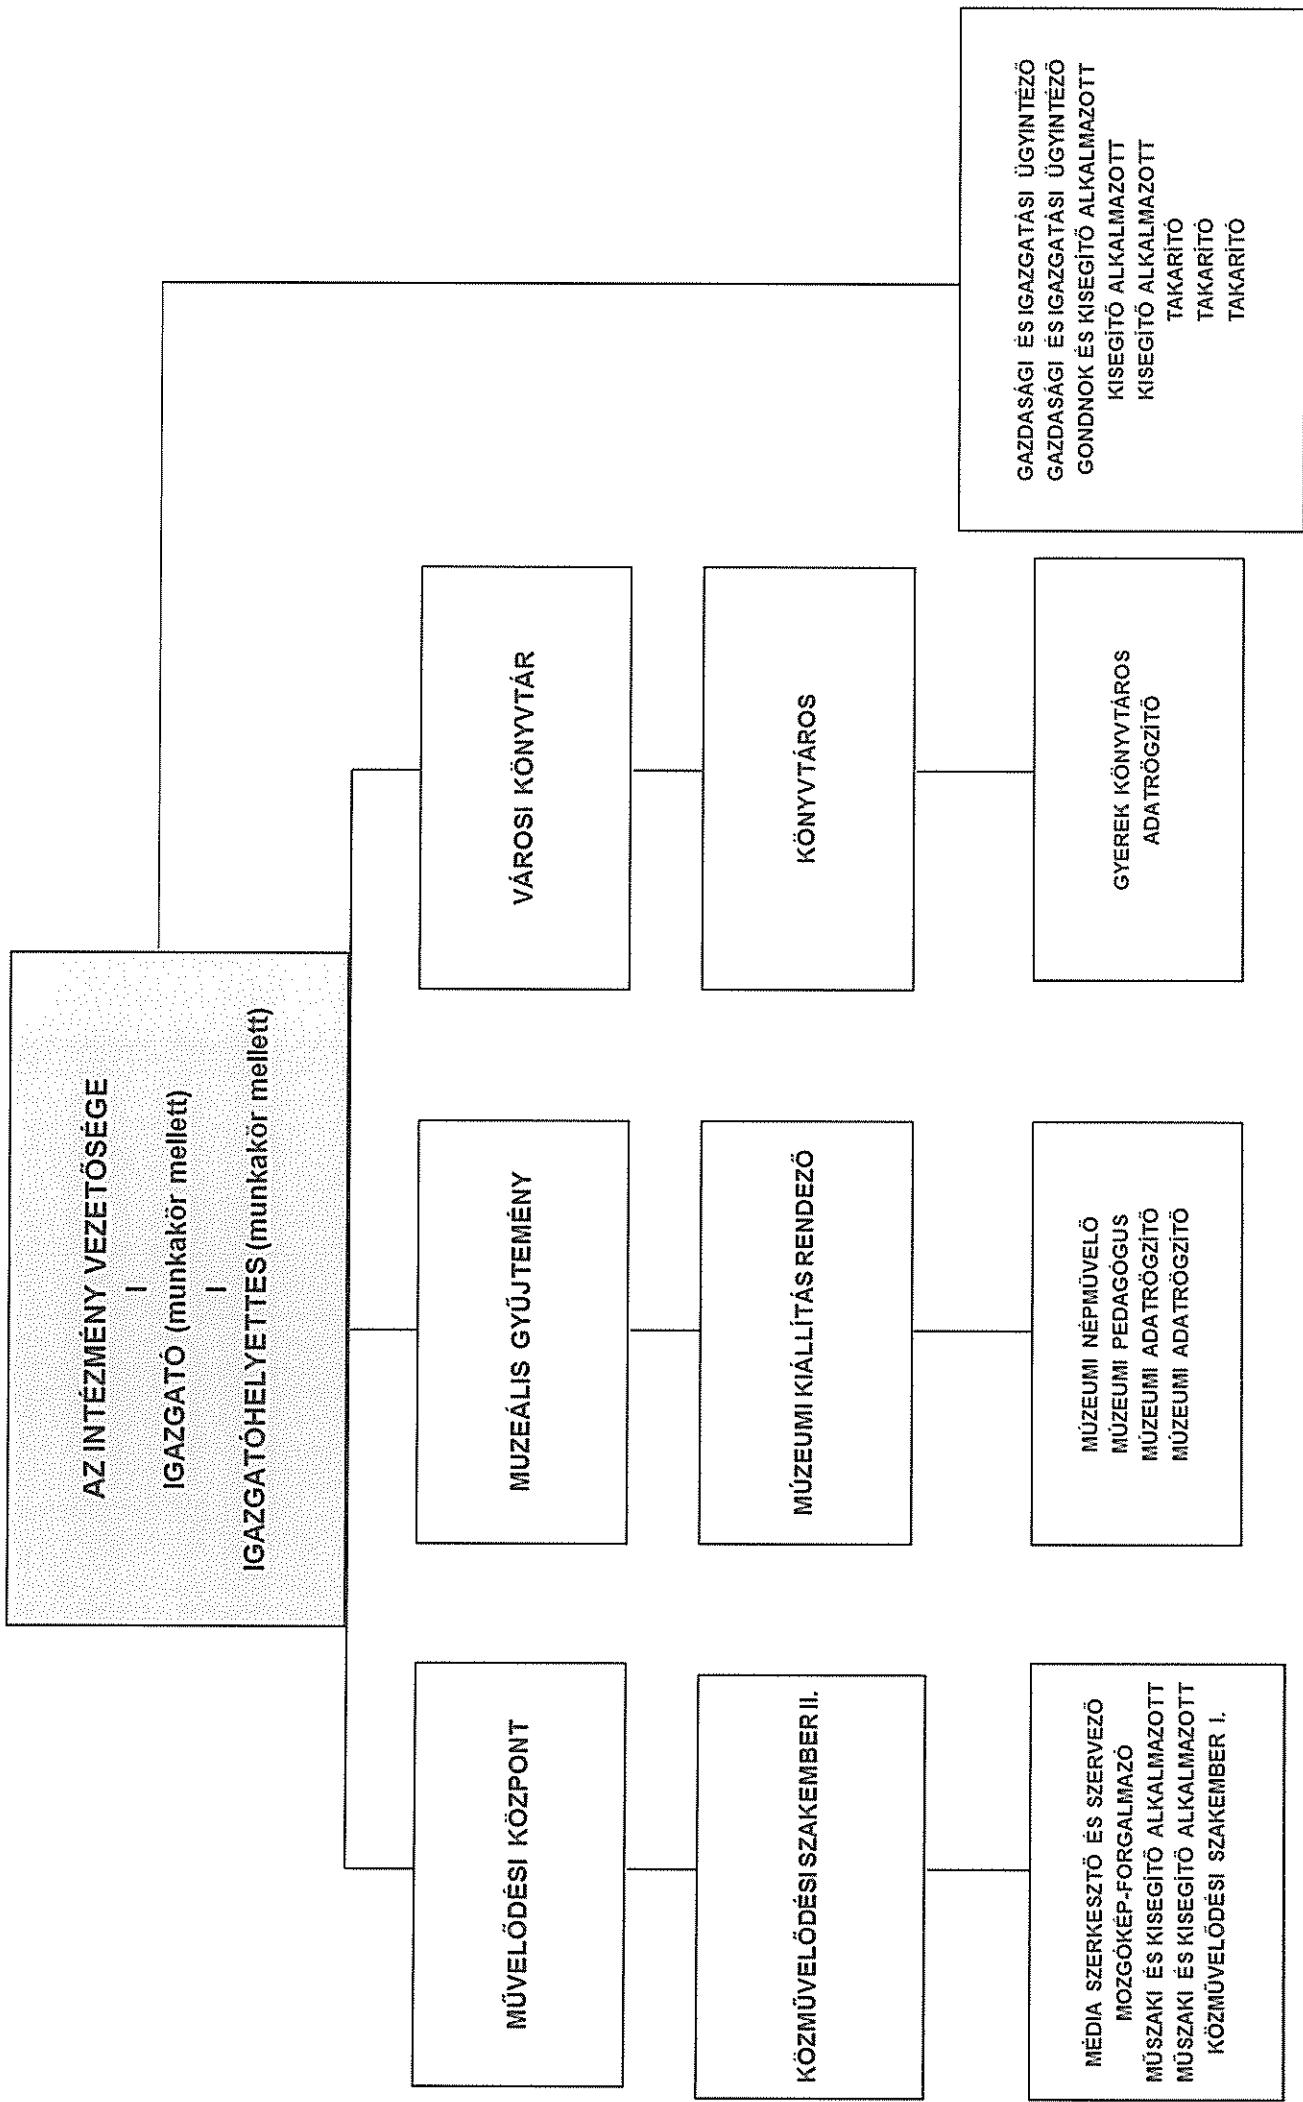 AZ INTÉZMÉNY VEZETŐSÉGE
I
IGAZGATÓ (munkakör mellett)
I
IGAZGATÓHELYETTES (munkakör mellett)
MŰVELŐDÉSI KÖZPONT
KÖZMŰVELŐDÉSI SZAKEMBER II.
MÉDIA SZERKESZTŐ ÉS SZERVEZŐ
MOZGÓKÉP-FORGALMAZÓ
MŰSZAKI ÉS KISEGÍTŐ ALKALMAZOTT
MŰSZAKI ÉS KISEGÍTŐ ALKALMAZOTT
KÖZMŰVELŐDÉSI SZAKEMBER I.
MUZEÁLIS GYŰJTEMÉNY
MÚZEUMI KIÁLLÍTÁS RENDEZŐ
MÚZEUMI NÉPMŰVELŐ
MÚZEUMI PEDAGÓGUS
MÚZEUMI ADATRÖGZÍTŐ
MÚZEUMI ADATRÖGZÍTŐ
VÁROSI KÖNYVTÁR
KÖNYVTÁROS
GYEREK KÖNYVTÁROS
ADATRÖGZÍTŐ
GAZDASÁGI ÉS IGAZGATÁSI ÜGYINTÉZŐ
GAZDASÁGI ÉS IGAZGATÁSI ÜGYINTÉZŐ
GONDNOK ÉS KISEGÍTŐ ALKALMAZOTT
KISEGÍTŐ ALKALMAZOTT
KISEGÍTŐ ALKALMAZOTT
TAKARÍTÓ
TAKARÍTÓ
TAKARÍTÓ